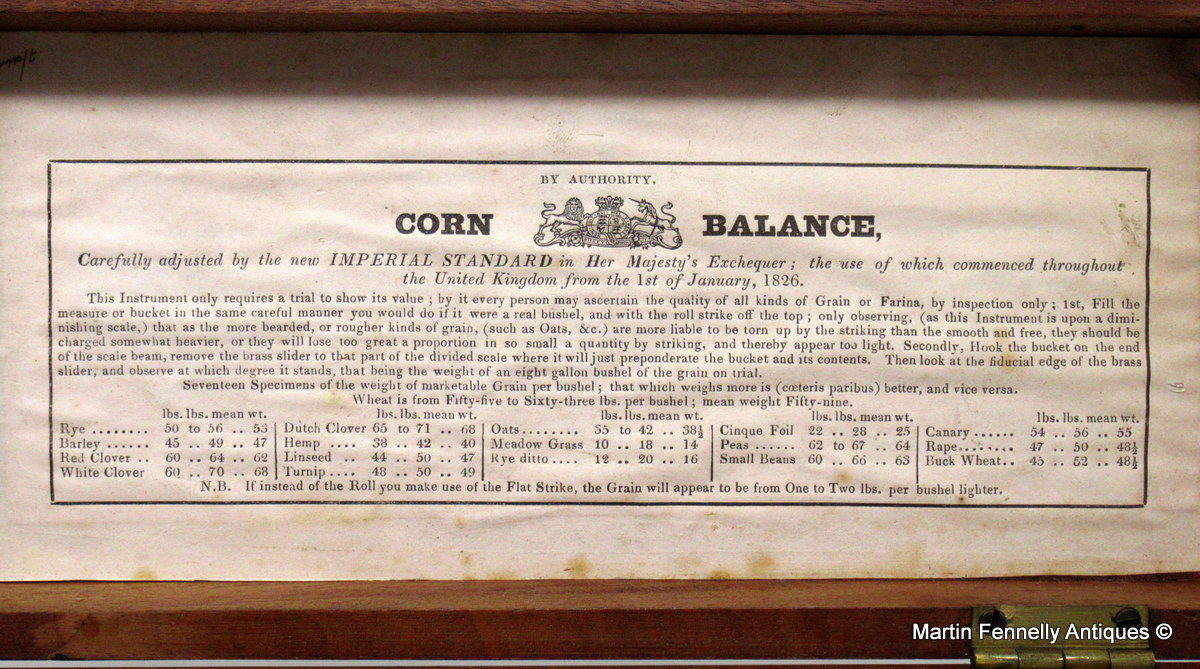 BY AUTHORITY.
CORN BALANCE,
Carefully adjusted by the new IMPERIAL STANDARD in Her Majesty's Exchequer; the use of which commenced throughout
the United Kingdom from the 1st of January, 1826.
This Instrument only requires a trial to show its value; by it every person may ascertain the quality of all kinds of Grain or Farina, by inspection only; 1st, Fill the
measure or bucket in the same careful manner you would do if it were a real bushel, and with the roll strike off the top; only observing, (as this Instrument is upon a dimi-
nishing scale,) that as the more bearded, or rougher kinds of grain, (such as Oats, &c.) are more liable to be torn up by the striking than the smooth and free, they should be
charged somewhat heavier, or they will lose too great a proportion in so small a quantity by striking, and thereby appear too light. Secondly, Hook the bucket on the end
of the scale beam, remove the brass slider to that part of the divided scale where it will just preponderate the bucket and its contents. Then look at the fiducial edge of the brass
slider, and observe at which degree it stands, that being the weight of an eight gallon bushel of the grain on trial.
Seventeen Specimens of the weight of marketable Grain per bushel; that which weighs more is (cœteris paribus) better, and vice versa.
Wheat is from Fifty-five to Sixty-three lbs. per bushel; mean weight Fifty-nine.
lbs. lbs. mean wt. lbs. lbs. mean wt. lbs. lbs. mean wt. lbs. lbs. mean wt. lbs. lbs. mean wt.
Rye ........ 50 to 56 .. 53 Dutch Clover 65 to 71 .. 68 Oats........ 35 to 42 .. 38½ Cinque Foil 22 .. 28 .. 25 Canary ...... 54 .. 56 .. 55
Barley ...... 45 .. 49 .. 47 Hemp .... 38 .. 42 .. 40 Meadow Grass 10 .. 18 .. 14 Peas ...... 62 to 67 .. 64 Rape........ 47 .. 50 .. 48½
Red Clover .. 60 .. 64 .. 62 Linseed .. 44 .. 50 .. 47 Rye ditto .... 12 .. 20 .. 16 Small Beans 60 .. 66 .. 63 Buck Wheat.. 45 .. 52 .. 48½
White Clover 60 .. 70 .. 68 Turnip .... 48 .. 50 .. 49
N.B. If instead of the Roll you make use of the Flat Strike, the Grain will appear to be from One to Two lbs. per bushel lighter.
Martin Fennelly Antiques ©